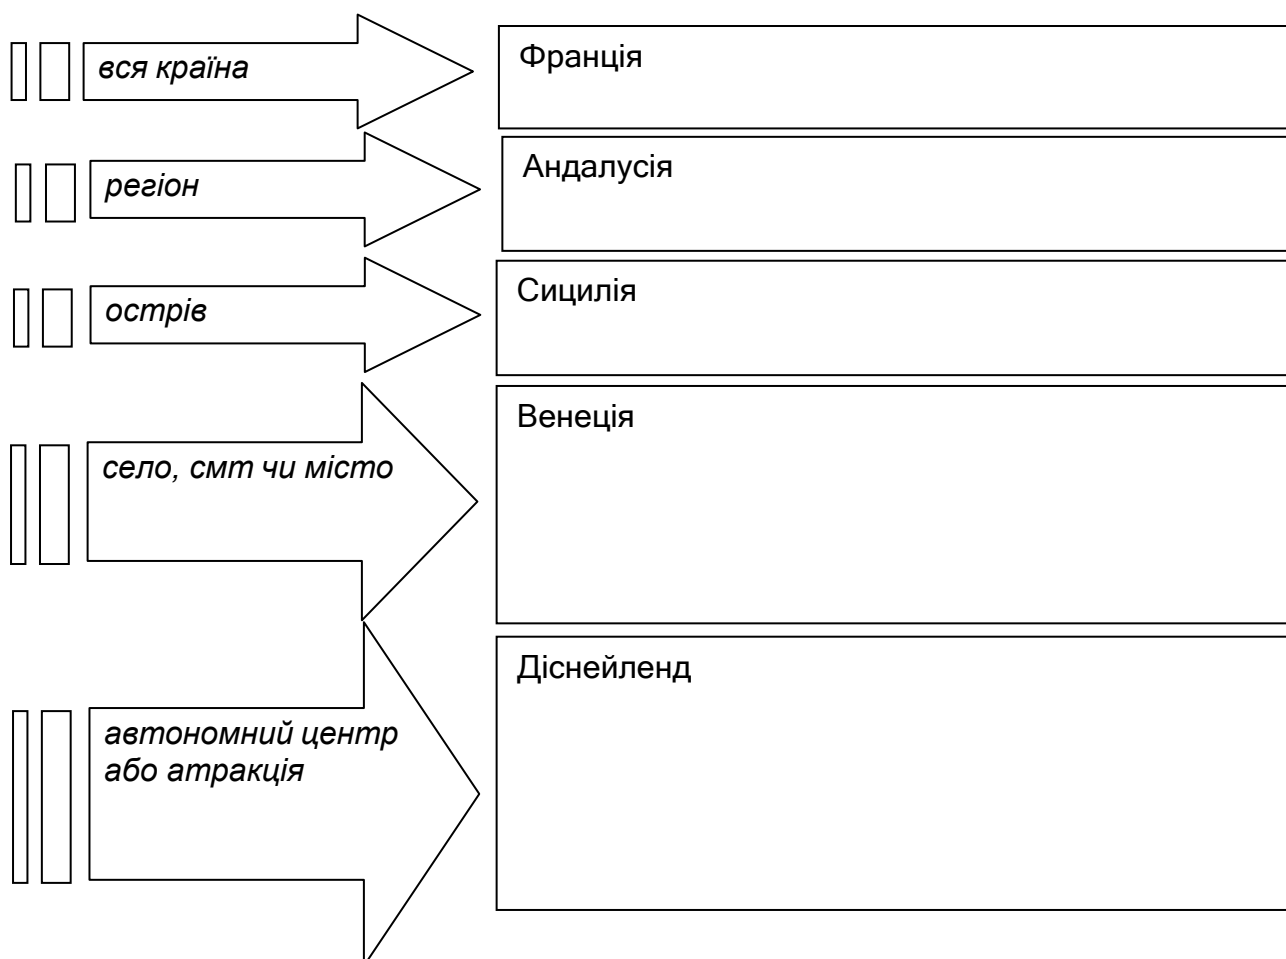 вся країна
Франція
регіон
Андалусія
острів
Сицилія
село, смт чи місто
Венеція
автономний центр
або атракція
Діснейленд